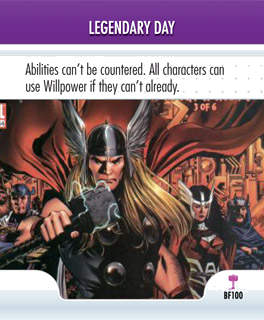 LEGENDARY DAY
Abilities can't be countered. All characters can
use Willpower if they can't already.
3 OF 6
BF100